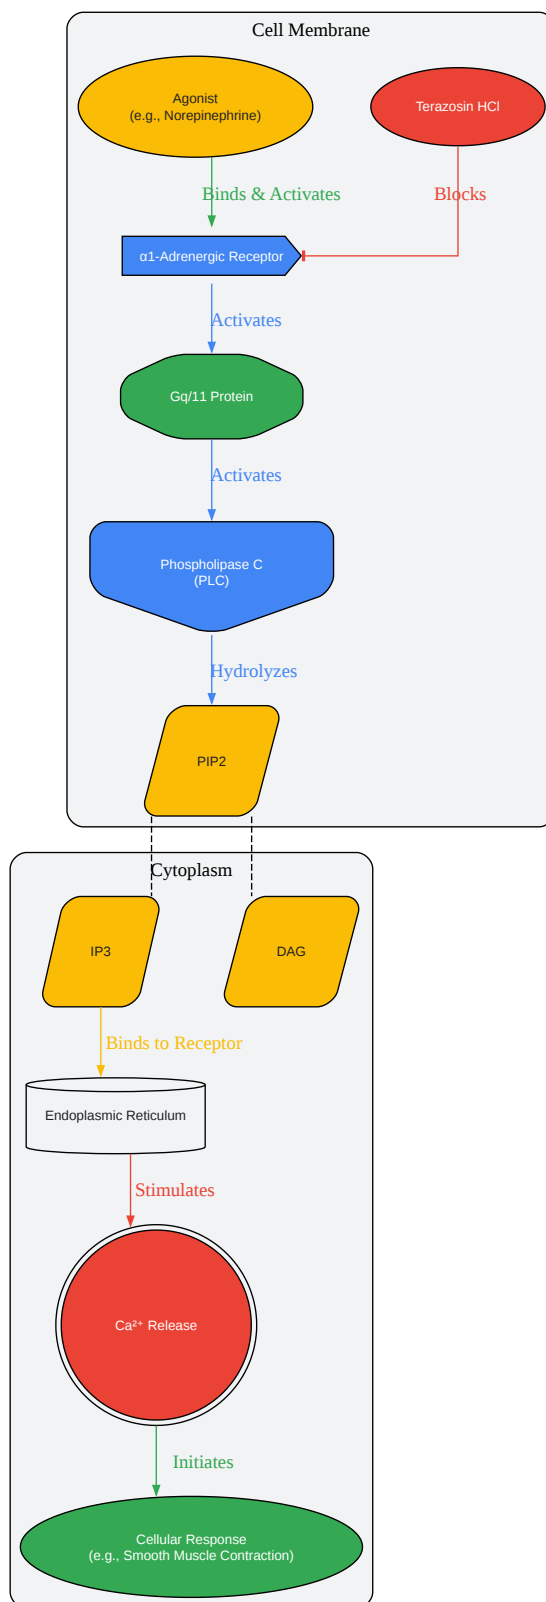 Cell Membrane
Agonist
(e.g., Norepinephrine)
Terazosin HCl
Binds & Activates
Blocks
α1-Adrenergic Receptor
Activates
Gq/11 Protein
Activates
Phospholipase C
(PLC)
Hydrolyzes
PIP2
Cytoplasm
IP3
DAG
Binds to Receptor
Endoplasmic Reticulum
Stimulates
Ca²⁺ Release
Initiates
Cellular Response
(e.g., Smooth Muscle Contraction)